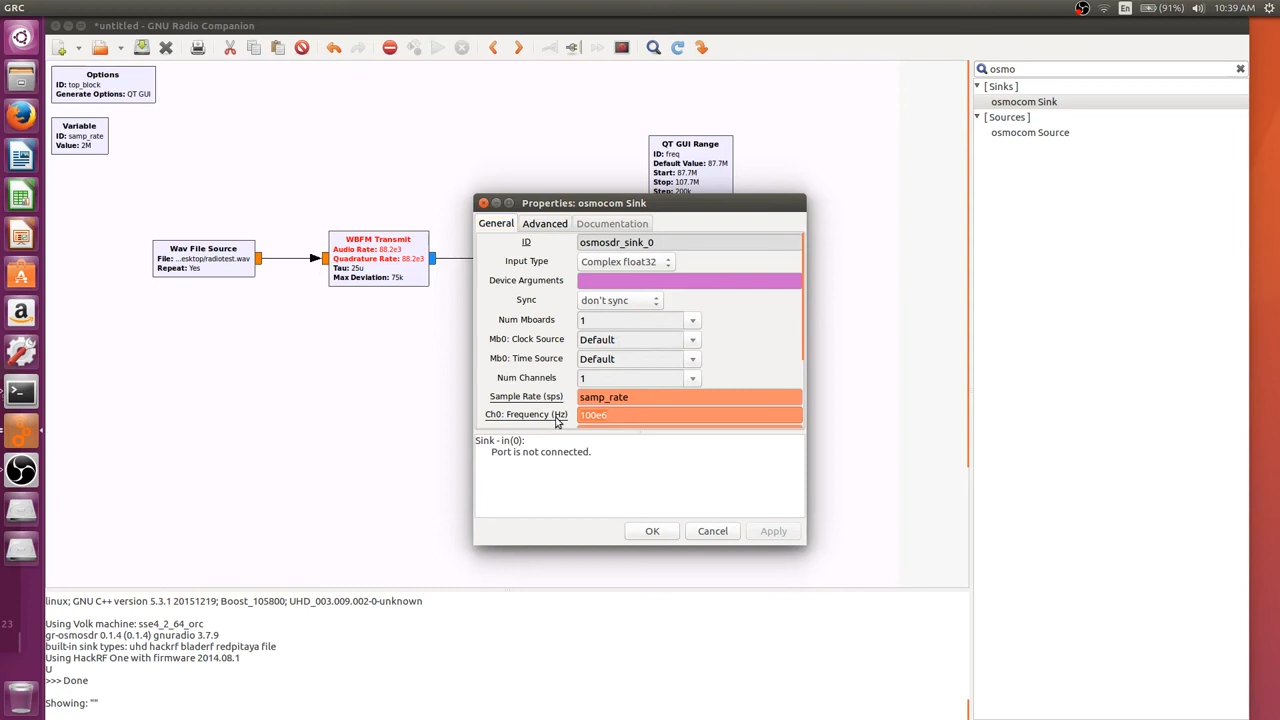 GRC
En
(91%)
10:39 AM
*untitled - GNU Radio Companion
Options
ID: top_block
Generate Options: QT GUI
Variable
ID: samp_rate
Value: 2M
QT GUI Range
ID: freq
Default Value: 87.7M
Start: 87.7M
Stop: 107.7M
Step: 200k
Wav File Source
File: ...esktop/radiotest.wav
Repeat: Yes
WBFM Transmit
Audio Rate: 88.2e3
Quadrature Rate: 88.2e3
Tau: 25u
Max Deviation: 75k
osmo
[ Sinks ]
osmocom Sink
[ Sources ]
osmocom Source
Properties: osmocom Sink
General
Advanced
Documentation
ID
osmosdr_sink_0
Input Type
Complex float32
Device Arguments
Sync
don't sync
Num Mboards
1
Mb0: Clock Source
Default
Mb0: Time Source
Default
Num Channels
1
Sample Rate (sps)
samp_rate
Ch0: Frequency (Hz)
100e6
Sink - in(0):
Port is not connected.
OK
Cancel
Apply
linux; GNU C++ version 5.3.1 20151219; Boost_105800; UHD_003.009.002-0-unknown
Using Volk machine: sse4_2_64_orc
gr-osmosdr 0.1.4 (0.1.4) gnuradio 3.7.9
built-in sink types: uhd hackrf bladerf redpitaya file
Using HackRF One with firmware 2014.08.1
U
>>> Done
Showing: ""
23